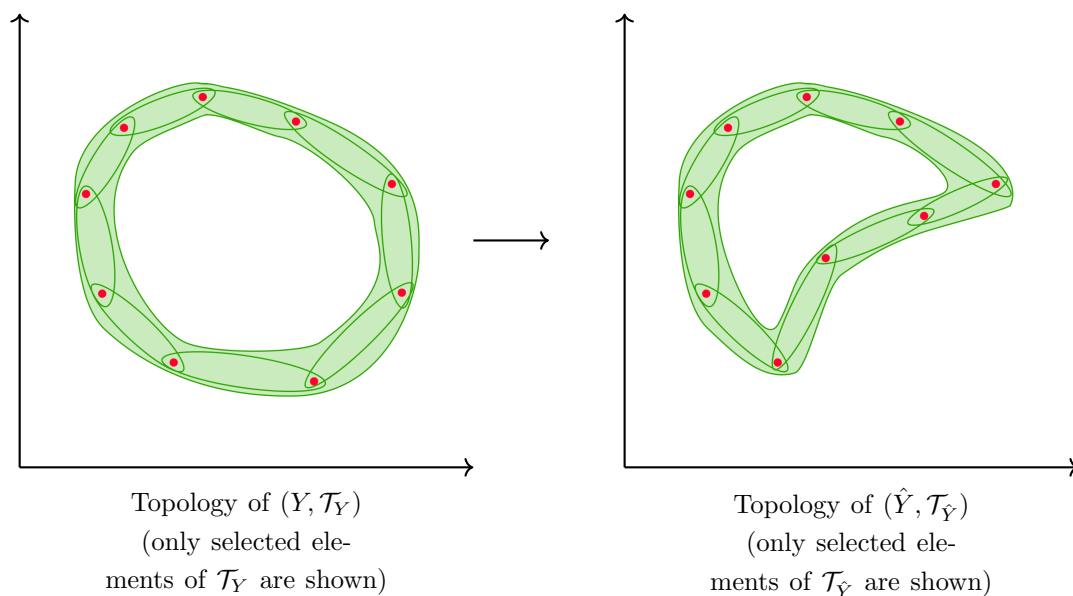 Topology of (Y, 𝒯_Y)
(only selected ele-
ments of 𝒯_Y are shown)
Topology of (Ŷ, 𝒯_Ŷ)
(only selected ele-
ments of 𝒯_Ŷ are shown)